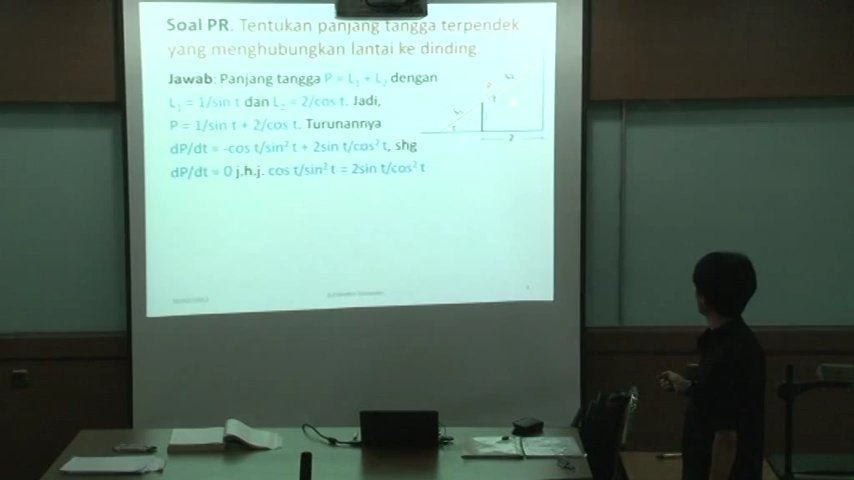 Soal PR. Tentukan panjang tangga terpendek
yang menghubungkan lantai ke dinding.
Jawab: Panjang tangga P = L₁ + L₂ dengan
L₁ = 1/sin t dan L₂ = 2/cos t. Jadi,
P = 1/sin t + 2/cos t. Turunannya
dP/dt = -cos t/sin² t + 2sin t/cos² t, shg
dP/dt = 0 j.h.j. cos t/sin² t = 2sin t/cos² t
2